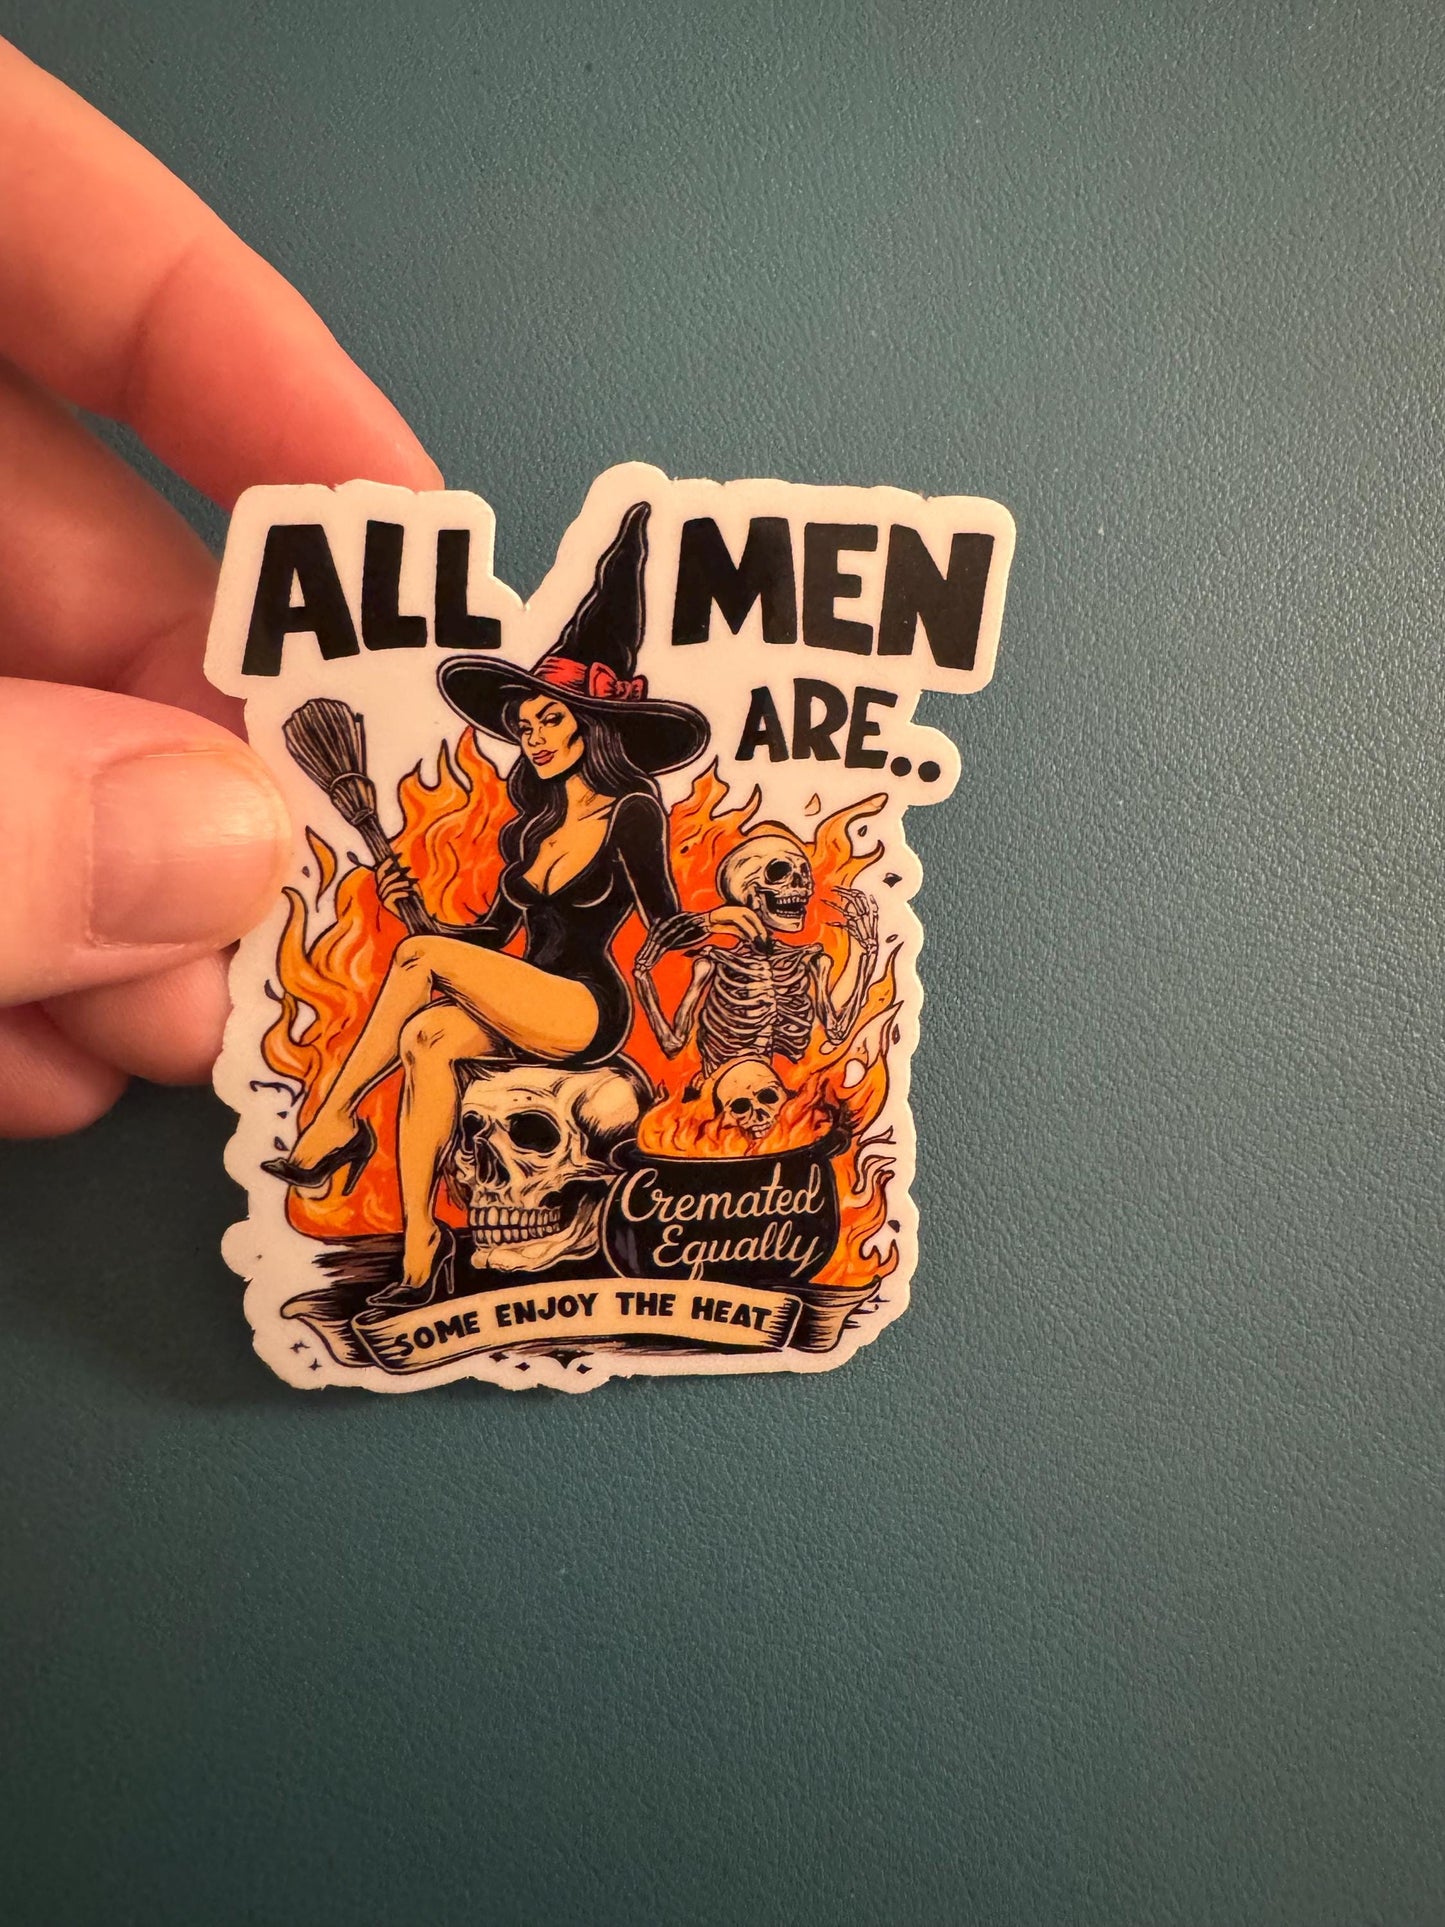 ALL MEN
ARE..
Cremated
Equally
SOME ENJOY THE HEAT